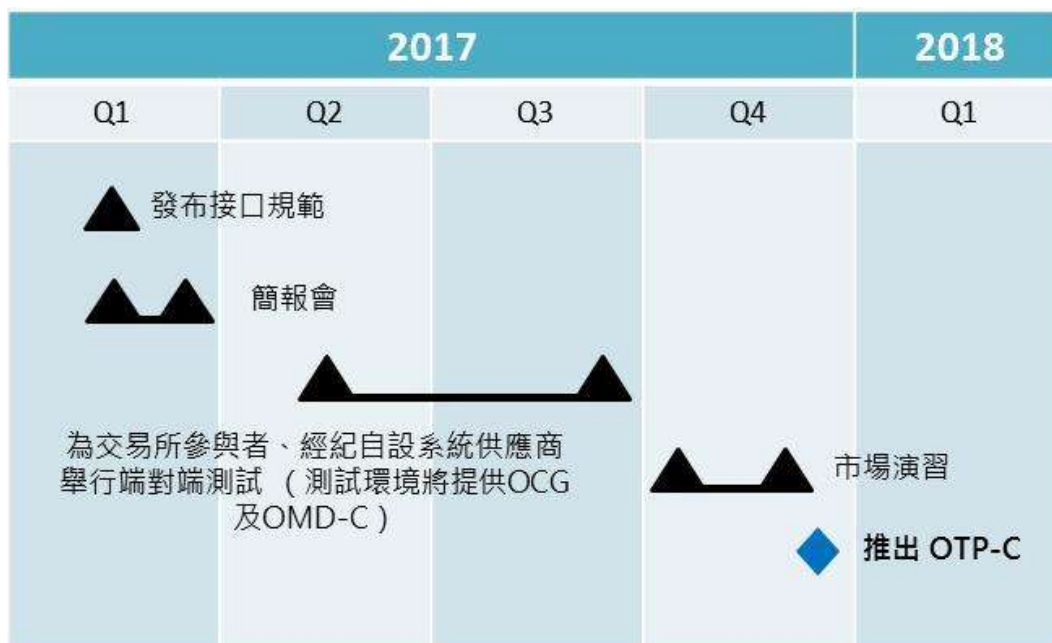 2017
2018
Q1
Q2
Q3
Q4
Q1
發布接口規範
簡報會
為交易所參與者、經紀自設系統供應商
舉行端對端測試 （測試環境將提供OCG
及OMD-C）
市場演習
推出 OTP-C